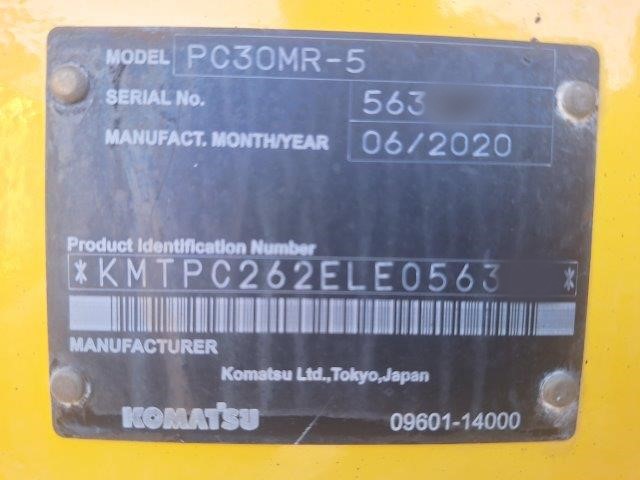 MODEL PC30MR-5
SERIAL No. 563
MANUFACT. MONTH/YEAR 06/2020
Product Identification Number
*KMTPC262ELE0563 *
MANUFACTURER
Komatsu Ltd.,Tokyo,Japan
KOMATSU 09601-14000